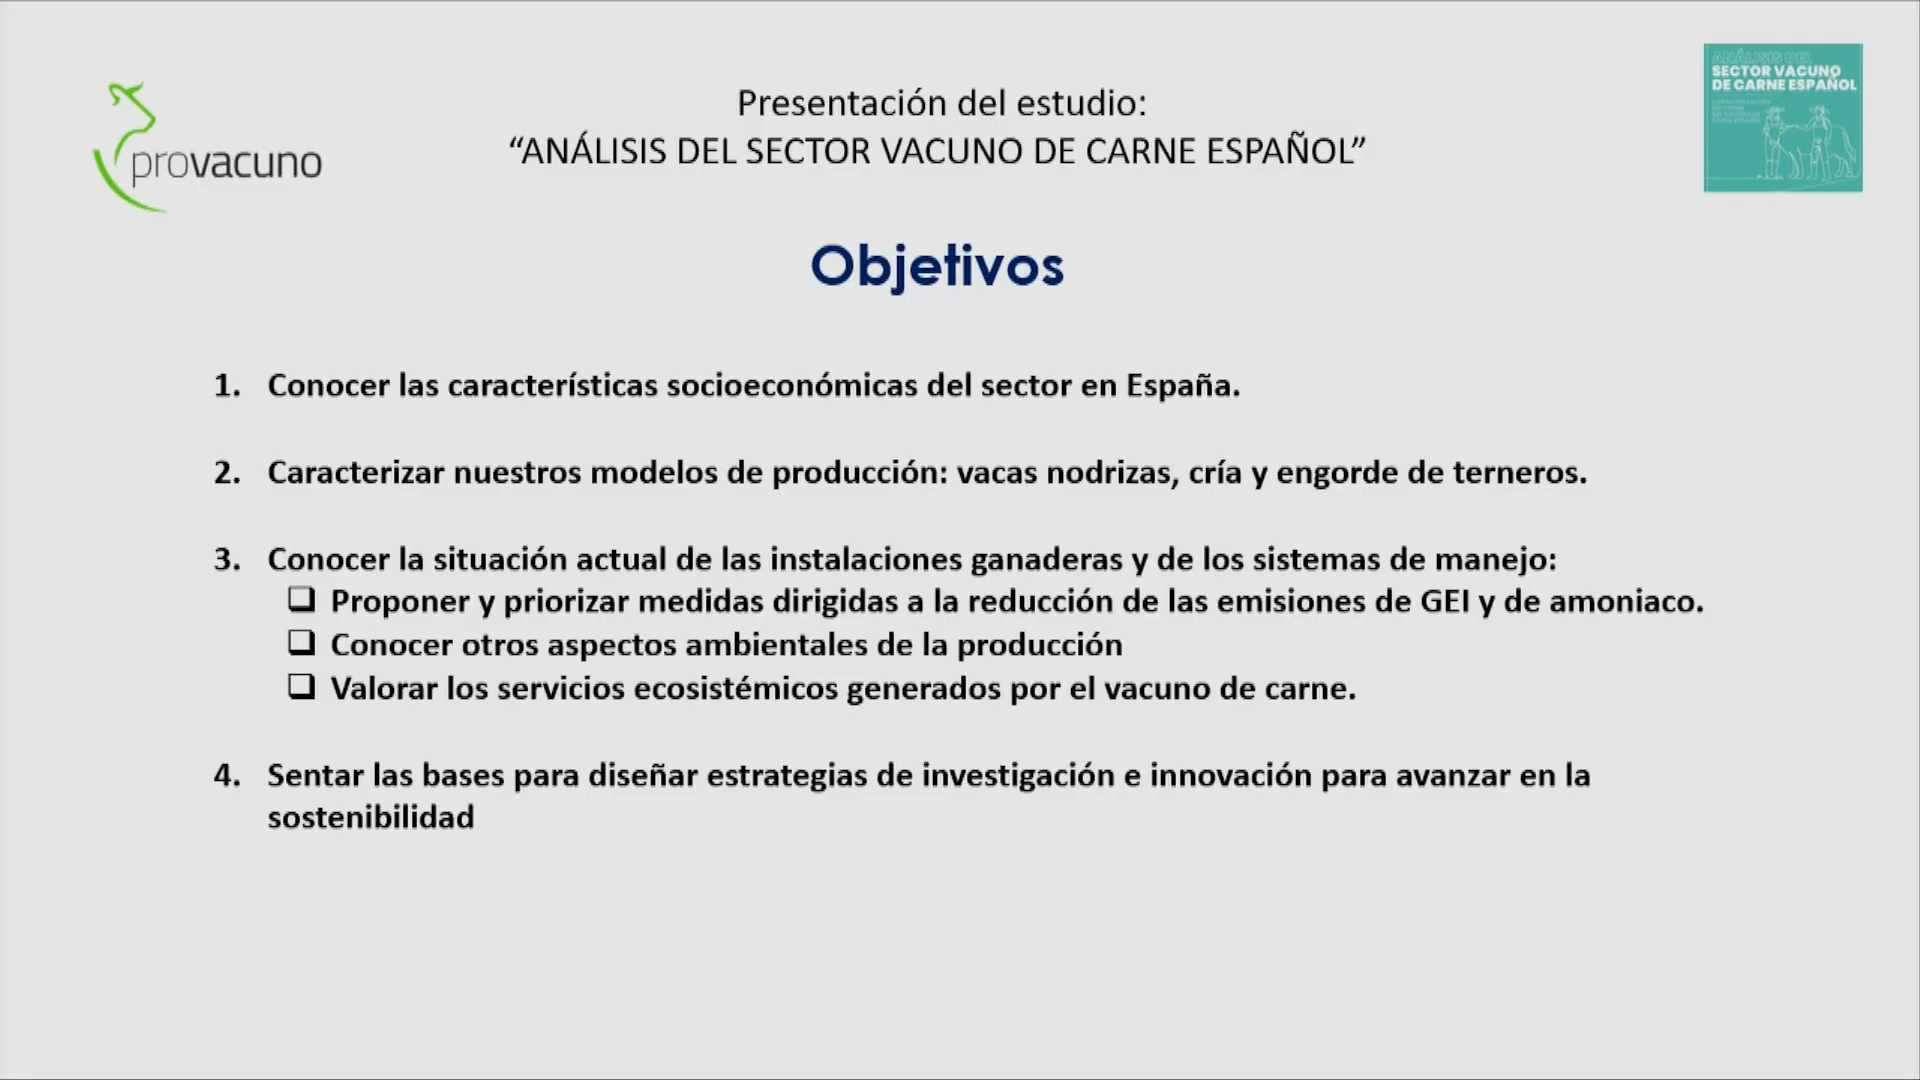 provacuno
Presentación del estudio:
“ANÁLISIS DEL SECTOR VACUNO DE CARNE ESPAÑOL”
ANÁLISIS DEL
SECTOR VACUNO
DE CARNE ESPAÑOL
Objetivos
1. Conocer las características socioeconómicas del sector en España.
2. Caracterizar nuestros modelos de producción: vacas nodrizas, cría y engorde de terneros.
3. Conocer la situación actual de las instalaciones ganaderas y de los sistemas de manejo:
❑ Proponer y priorizar medidas dirigidas a la reducción de las emisiones de GEI y de amoniaco.
❑ Conocer otros aspectos ambientales de la producción
❑ Valorar los servicios ecosistémicos generados por el vacuno de carne.
4. Sentar las bases para diseñar estrategias de investigación e innovación para avanzar en la
sostenibilidad